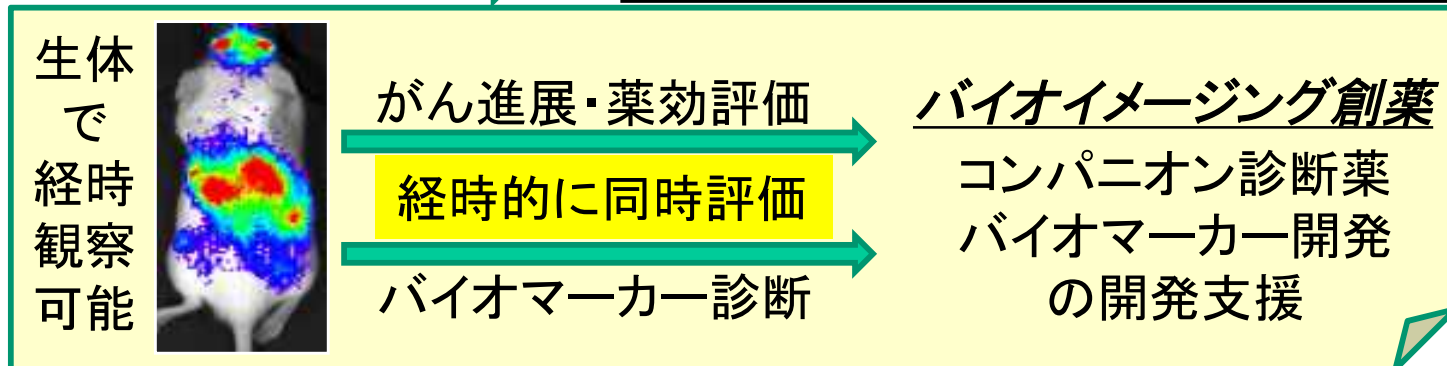 生体
で
経時
観察
可能
がん進展・薬効評価
経時的に同時評価
バイオマーカー診断
バイオイメージング創薬
コンパニオン診断薬
バイオマーカー開発
の開発支援